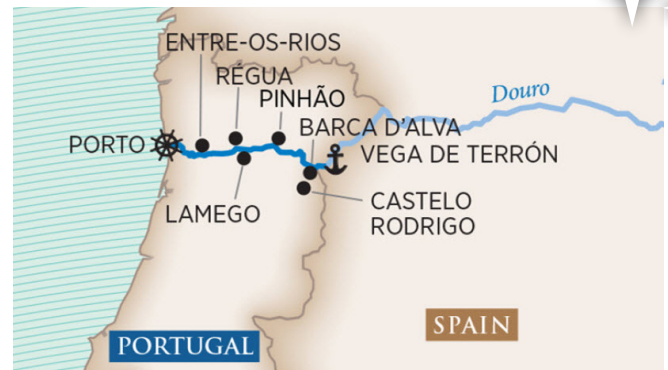 ENTRE-OS-RIOS
RÉGUA
PINHÃO
Douro
BARCA D'ALVA
PORTO
VEGA DE TERRÓN
LAMEGO
CASTELO
RODRIGO
SPAIN
PORTUGAL